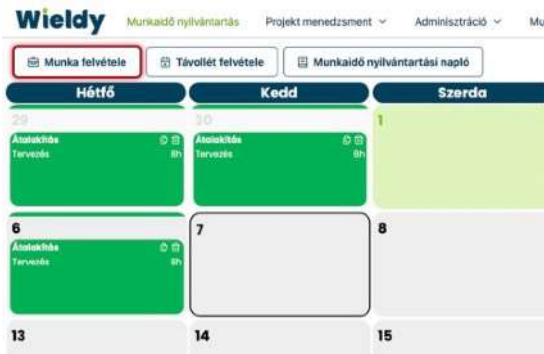 Wieldy Munkaidő nyilvántartás Projekt menedzsment Adminisztráció Mu
Munka felvétele Távollét felvétele Munkaidő nyilvántartási napló
Hétfő Kedd Szerda
29 30 1
Átalakítás Átalakítás
Tervezés 8h Tervezés 8h
6 7 8
Átalakítás
Tervezés 8h
13 14 15